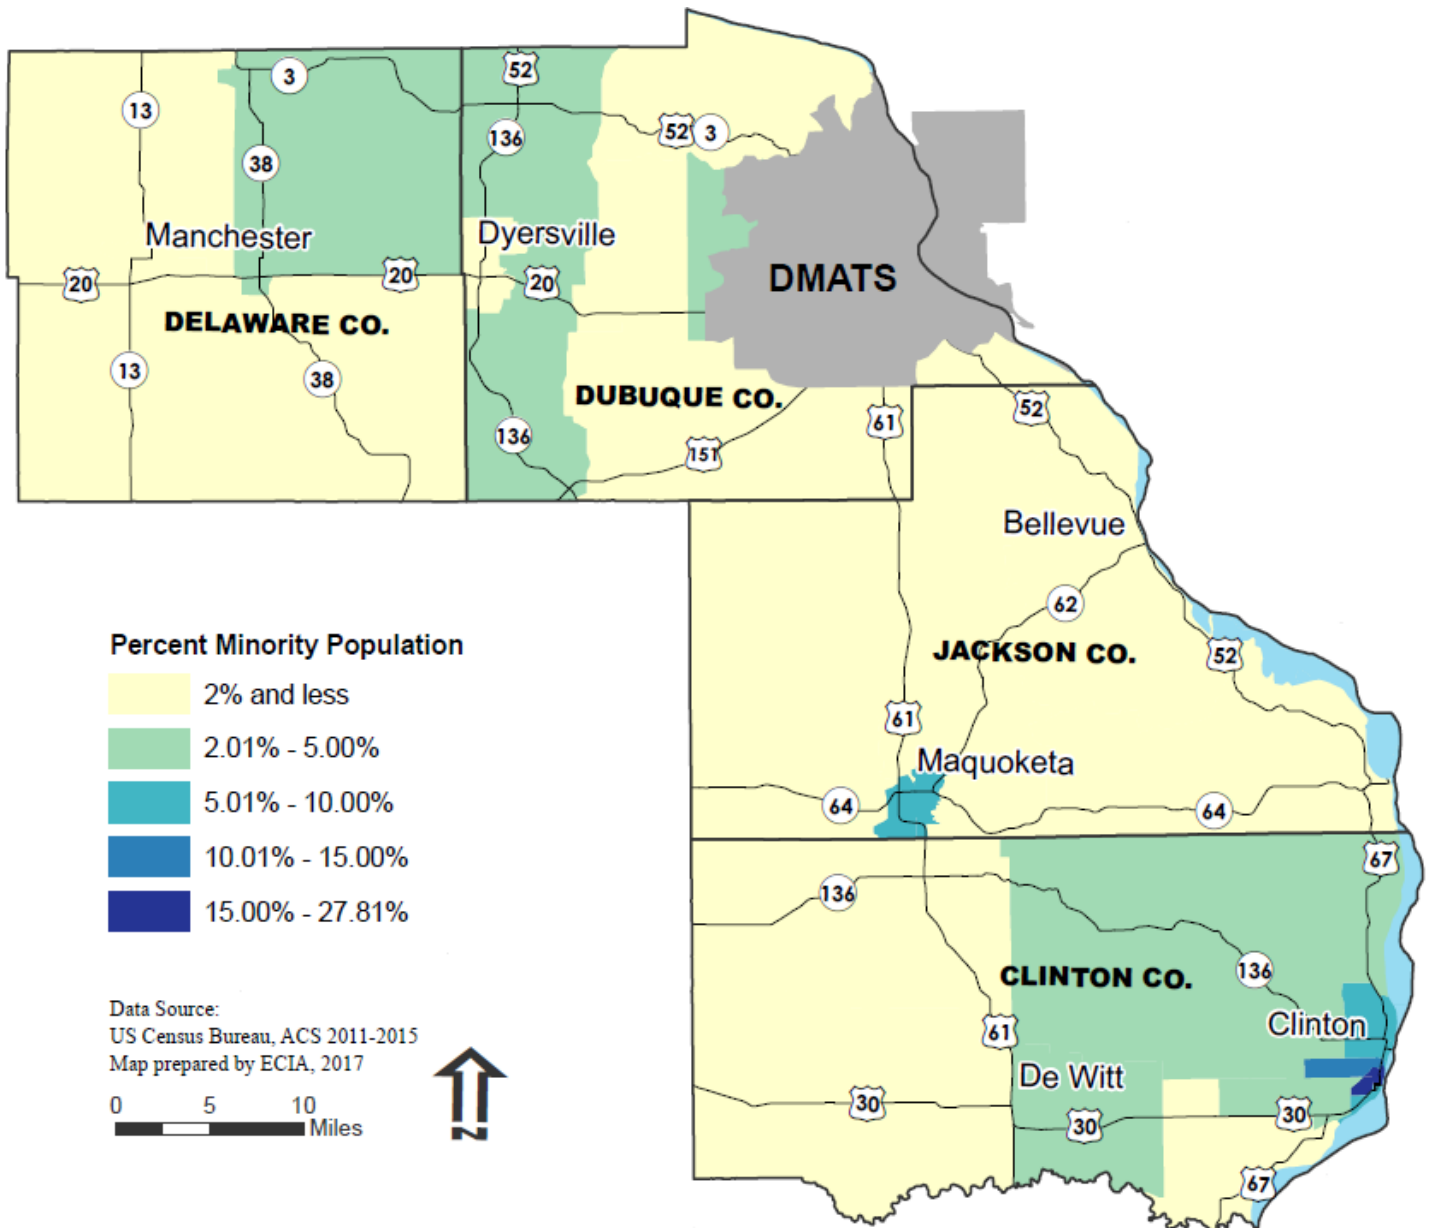 52
3
13
136
52
3
38
Manchester
Dyersville
20
20
20
DMATS
DELAWARE CO.
13
38
DUBUQUE CO.
52
61
136
151
Bellevue
62
JACKSON CO.
52
61
Maquoketa
64
64
67
136
CLINTON CO.
136
Clinton
61
De Witt
30
30
30
67
Percent Minority Population
2% and less
2.01% - 5.00%
5.01% - 10.00%
10.01% - 15.00%
15.00% - 27.81%
Data Source:
US Census Bureau, ACS 2011-2015
Map prepared by ECIA, 2017
0 5 10
Miles
N